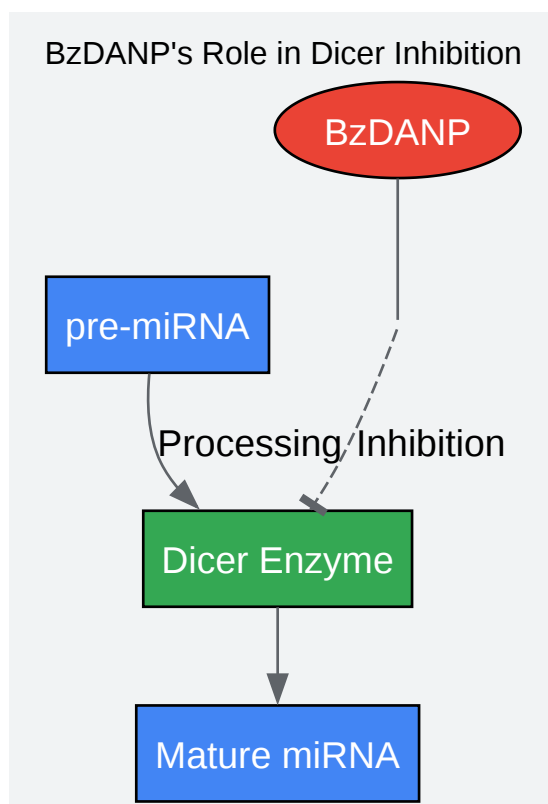 BzDANP's Role in Dicer Inhibition
BzDANP
pre-miRNA
Processing
Inhibition
Dicer Enzyme
Mature miRNA